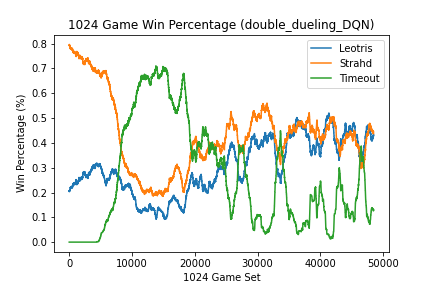 1024 Game Win Percentage (double_dueling_DQN)
Leotris
Strahd
Timeout
Win Percentage (%)
0.8
0.7
0.6
0.5
0.4
0.3
0.2
0.1
0.0
0 10000 20000 30000 40000 50000
1024 Game Set